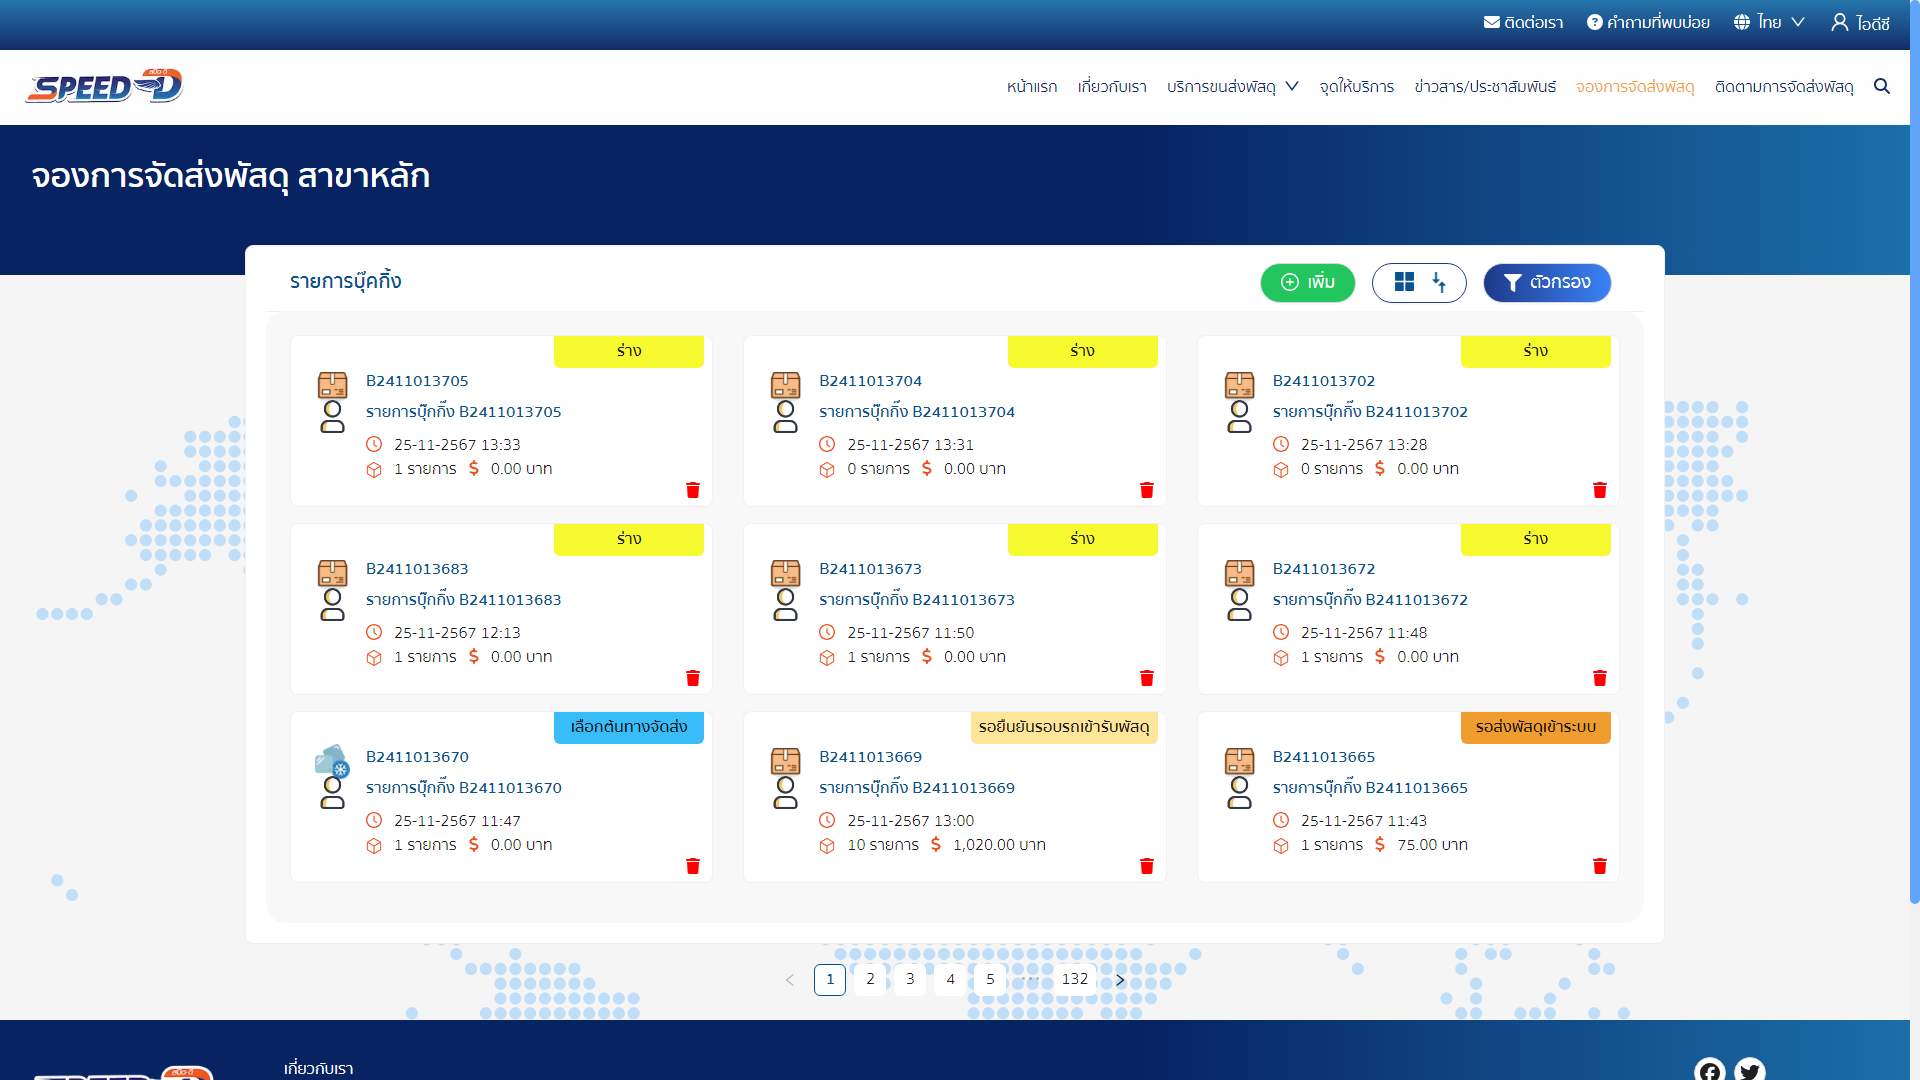 ติดต่อเรา คำถามที่พบบ่อย ไทย ไอดีซี
สปีด-ดี
SPEED-D
หน้าแรก เกี่ยวกับเรา บริการขนส่งพัสดุ จุดให้บริการ ข่าวสาร/ประชาสัมพันธ์ จองการจัดส่งพัสดุ ติดตามการจัดส่งพัสดุ
จองการจัดส่งพัสดุ สาขาหลัก
รายการบุ๊คกิ้ง เพิ่ม ตัวกรอง
ร่าง
B2411013705
รายการบุ๊กกิ๊ง B2411013705
25-11-2567 13:33
1 รายการ $ 0.00 บาท
ร่าง
B2411013704
รายการบุ๊กกิ๊ง B2411013704
25-11-2567 13:31
0 รายการ $ 0.00 บาท
ร่าง
B2411013702
รายการบุ๊กกิ๊ง B2411013702
25-11-2567 13:28
0 รายการ $ 0.00 บาท
ร่าง
B2411013683
รายการบุ๊กกิ๊ง B2411013683
25-11-2567 12:13
1 รายการ $ 0.00 บาท
ร่าง
B2411013673
รายการบุ๊กกิ๊ง B2411013673
25-11-2567 11:50
1 รายการ $ 0.00 บาท
ร่าง
B2411013672
รายการบุ๊กกิ๊ง B2411013672
25-11-2567 11:48
1 รายการ $ 0.00 บาท
เลือกต้นทางจัดส่ง
B2411013670
รายการบุ๊กกิ๊ง B2411013670
25-11-2567 11:47
1 รายการ $ 0.00 บาท
รอยืนยันรอบรถเข้ารับพัสดุ
B2411013669
รายการบุ๊กกิ๊ง B2411013669
25-11-2567 13:00
10 รายการ $ 1,020.00 บาท
รอส่งพัสดุเข้าระบบ
B2411013665
รายการบุ๊กกิ๊ง B2411013665
25-11-2567 11:43
1 รายการ $ 75.00 บาท
1 2 3 4 5 ••• 132
เกี่ยวกับเรา